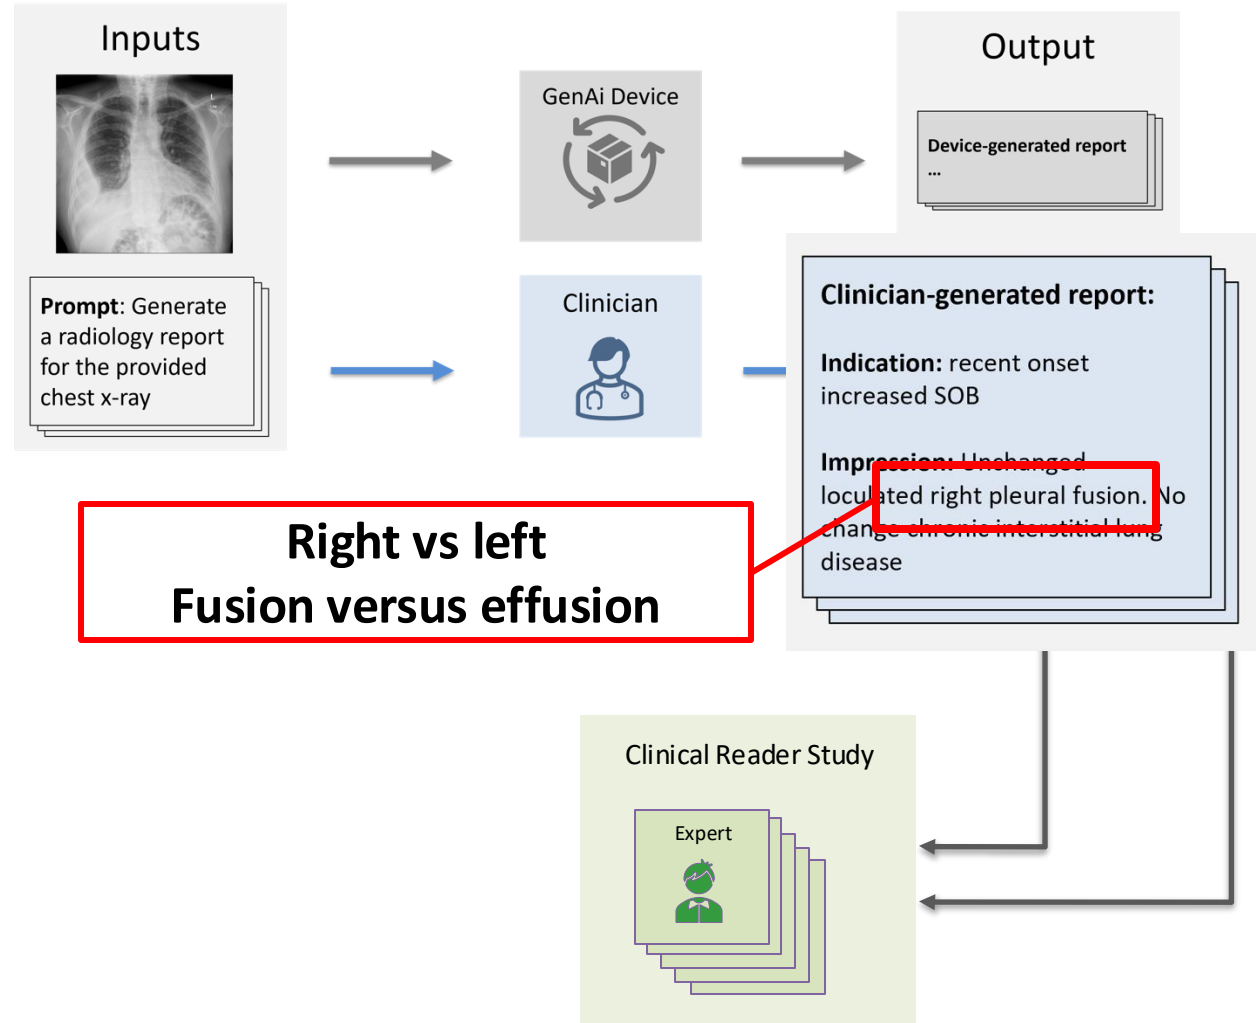 Inputs
L
Prompt: Generate
a radiology report
for the provided
chest x-ray
GenAi Device
Clinician
Output
Device-generated report
...
Clinician-generated report:
Indication: recent onset
increased SOB
Impression: Unchanged
loculated right pleural fusion. No
change chronic interstitial lung
disease
Right vs left
Fusion versus effusion
Clinical Reader Study
Expert